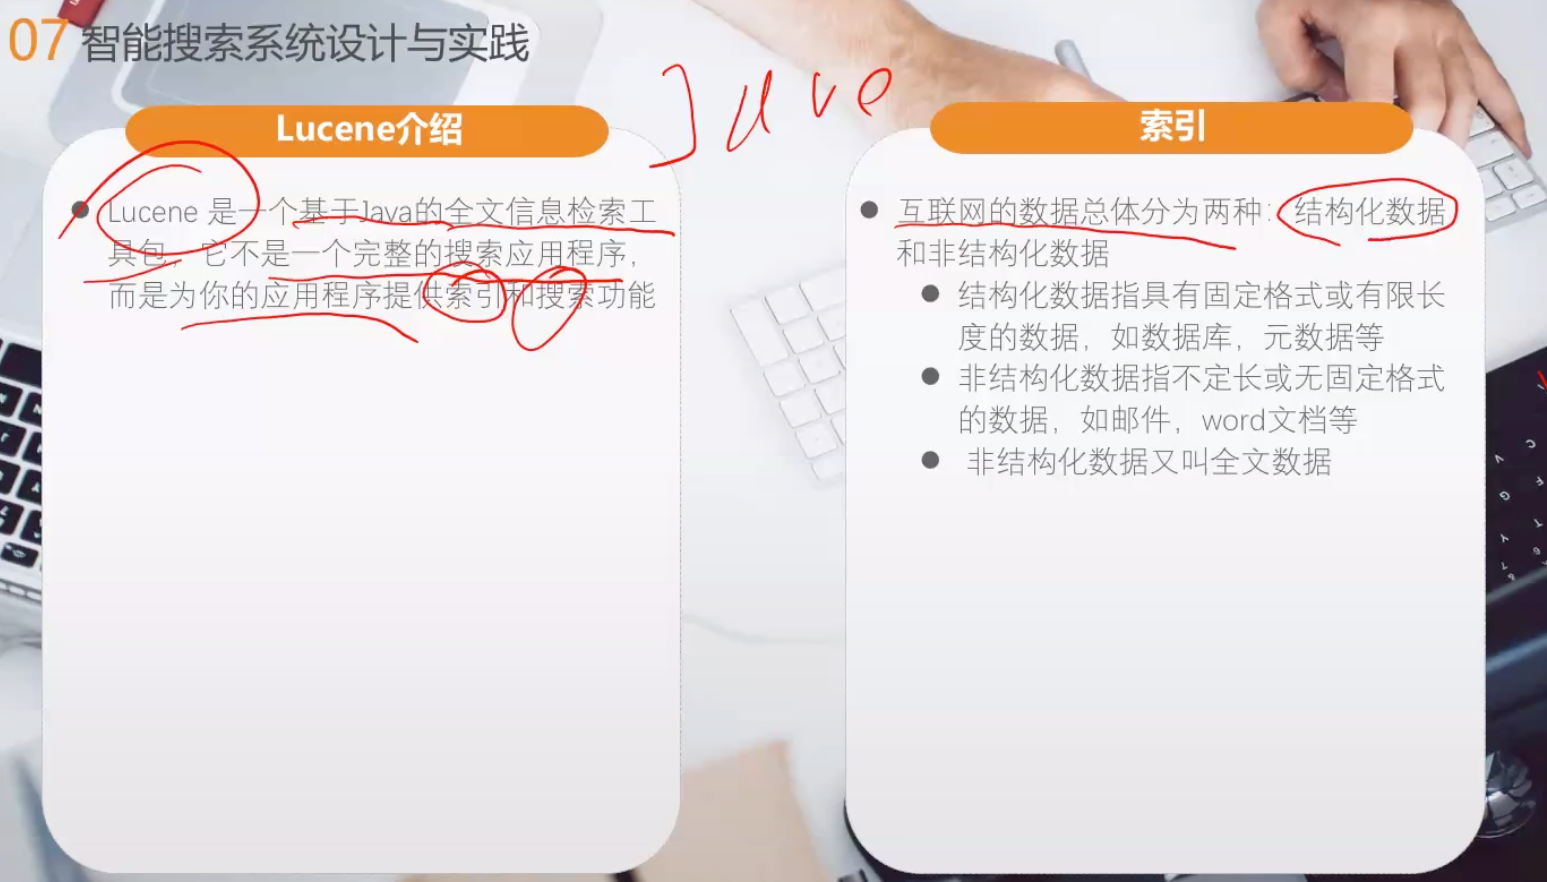 07 智能搜索系统设计与实践
Java
Lucene介绍
● Lucene 是一个基于Java的全文信息检索工
具包，它不是一个完整的搜索应用程序，
而是为你的应用程序提供索引和搜索功能
索引
● 互联网的数据总体分为两种：结构化数据
和非结构化数据
● 结构化数据指具有固定格式或有限长
度的数据，如数据库，元数据等
● 非结构化数据指不定长或无固定格式
的数据，如邮件，word文档等
● 非结构化数据又叫全文数据